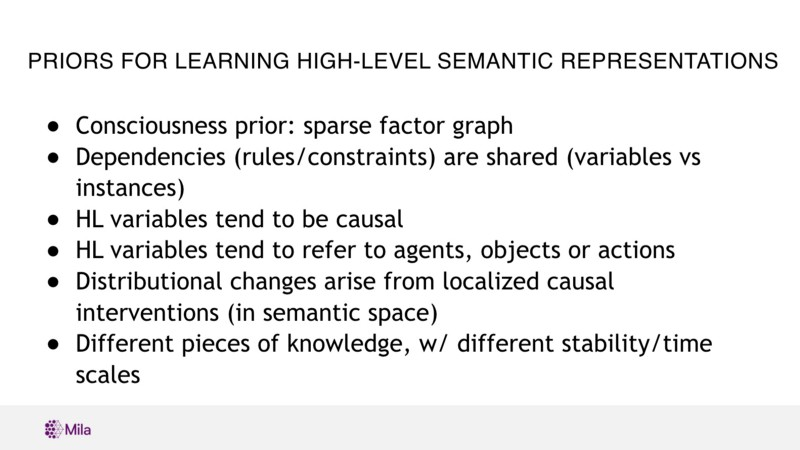 PRIORS FOR LEARNING HIGH-LEVEL SEMANTIC REPRESENTATIONS
● Consciousness prior: sparse factor graph
● Dependencies (rules/constraints) are shared (variables vs
instances)
● HL variables tend to be causal
● HL variables tend to refer to agents, objects or actions
● Distributional changes arise from localized causal
interventions (in semantic space)
● Different pieces of knowledge, w/ different stability/time
scales
Mila